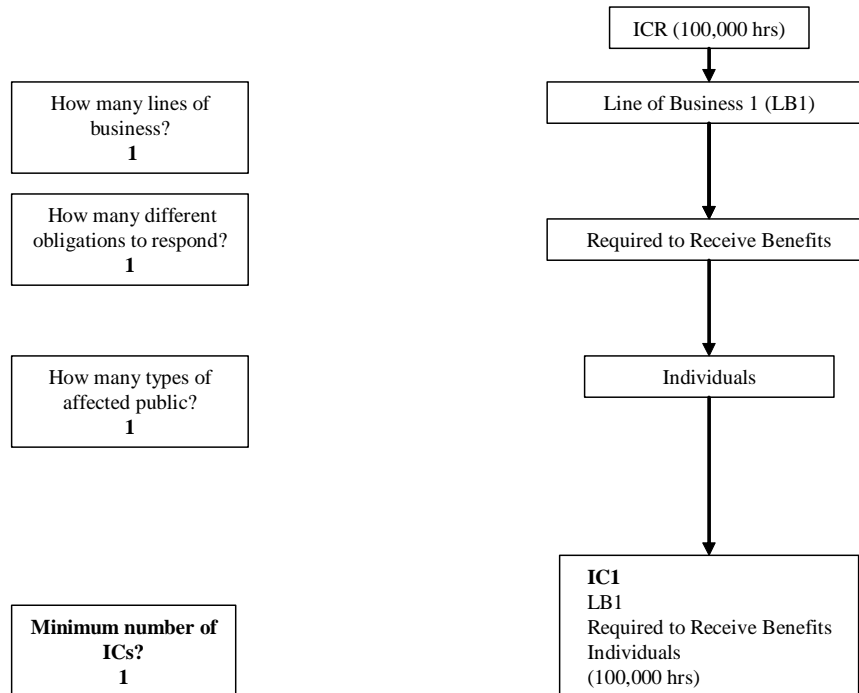 ICR (100,000 hrs)
How many lines of
business?
1
Line of Business 1 (LB1)
How many different
obligations to respond?
1
Required to Receive Benefits
How many types of
affected public?
1
Individuals
Minimum number of
ICs?
1
IC1
LB1
Required to Receive Benefits
Individuals
(100,000 hrs)